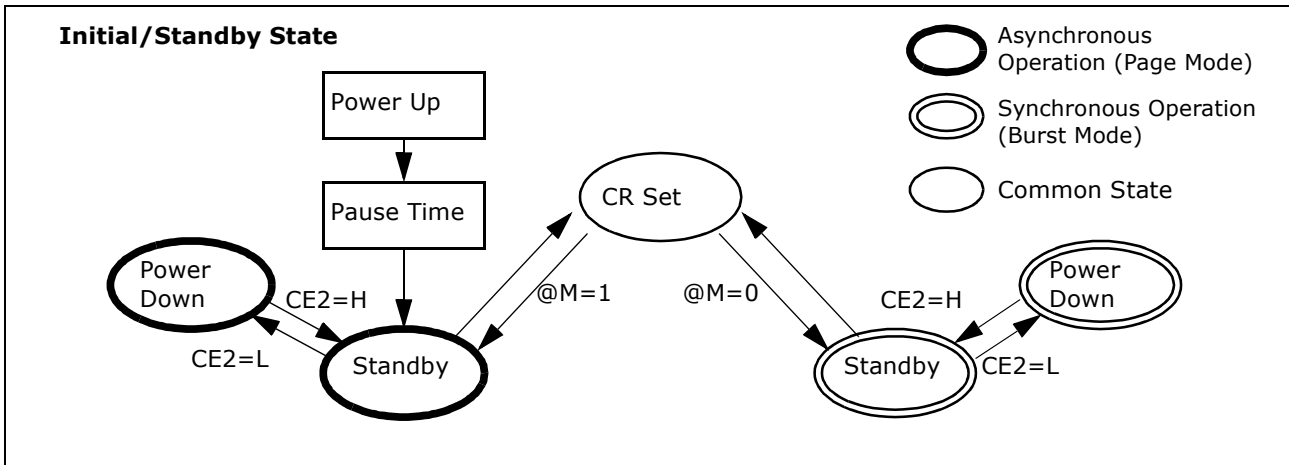 Initial/Standby State
Asynchronous
Operation (Page Mode)
Synchronous Operation
(Burst Mode)
Common State
Power Up
Pause Time
CR Set
Power
Down
CE2=H
CE2=L
Standby
@M=1
@M=0
Standby
CE2=H
CE2=L
Power
Down